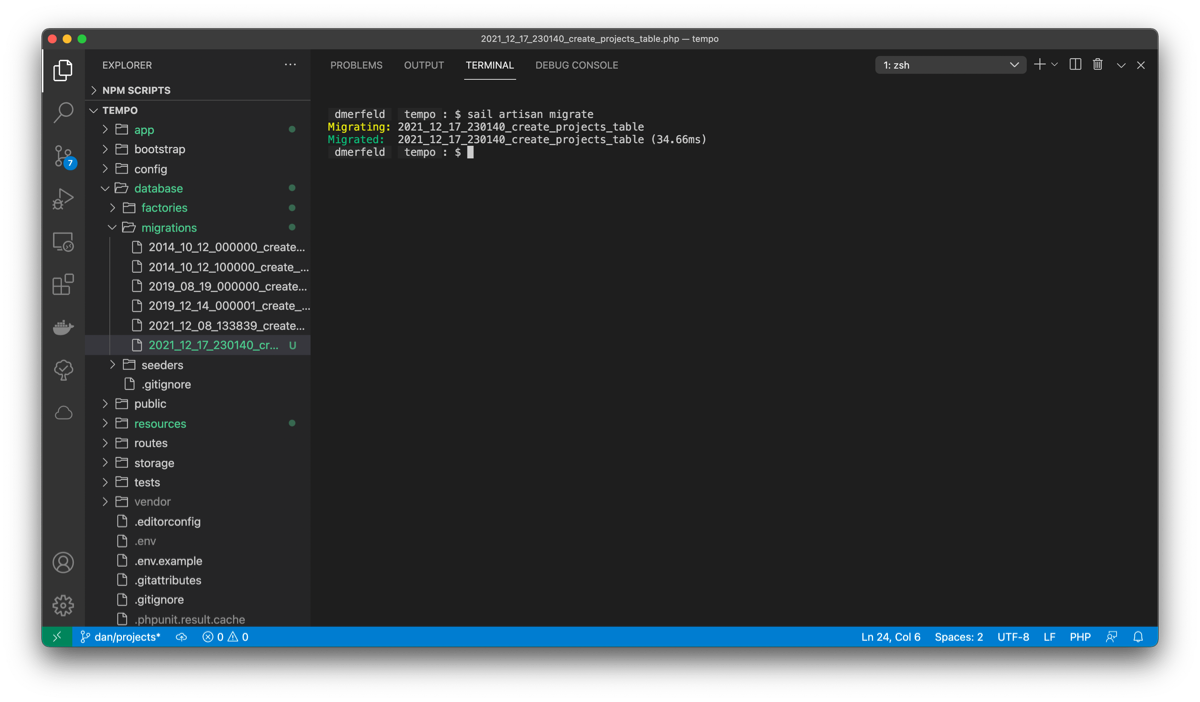 2021_12_17_230140_create_projects_table.php — tempo
EXPLORER
NPM SCRIPTS
TEMPO
app
bootstrap
config
database
factories
migrations
2014_10_12_000000_create...
2014_10_12_100000_create_...
2019_08_19_000000_create...
2019_12_14_000001_create_...
2021_12_08_133839_create...
2021_12_17_230140_cr... U
seeders
.gitignore
public
resources
routes
storage
tests
vendor
.editorconfig
.env
.env.example
.gitattributes
.gitignore
.phpunit.result.cache
7
PROBLEMS OUTPUT TERMINAL DEBUG CONSOLE 1: zsh
dmerfeld tempo : $ sail artisan migrate
Migrating: 2021_12_17_230140_create_projects_table
Migrated: 2021_12_17_230140_create_projects_table (34.66ms)
dmerfeld tempo : $
dan/projects* 0 0 Ln 24, Col 6 Spaces: 2 UTF-8 LF PHP